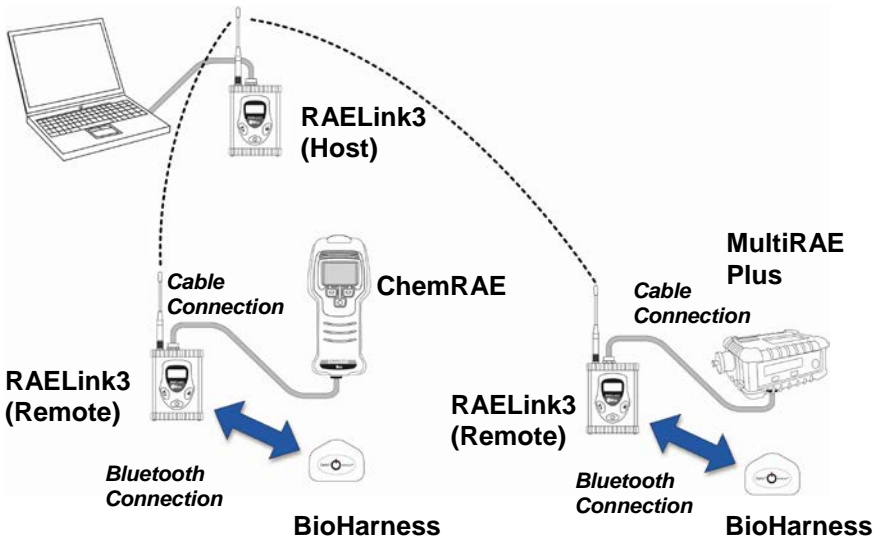 RAELink3
(Host)
MultiRAE
Plus
Cable
Connection
ChemRAE
Cable
Connection
RAELink3
(Remote)
RAELink3
(Remote)
Bluetooth
Connection
Bluetooth
Connection
BioHarness
BioHarness